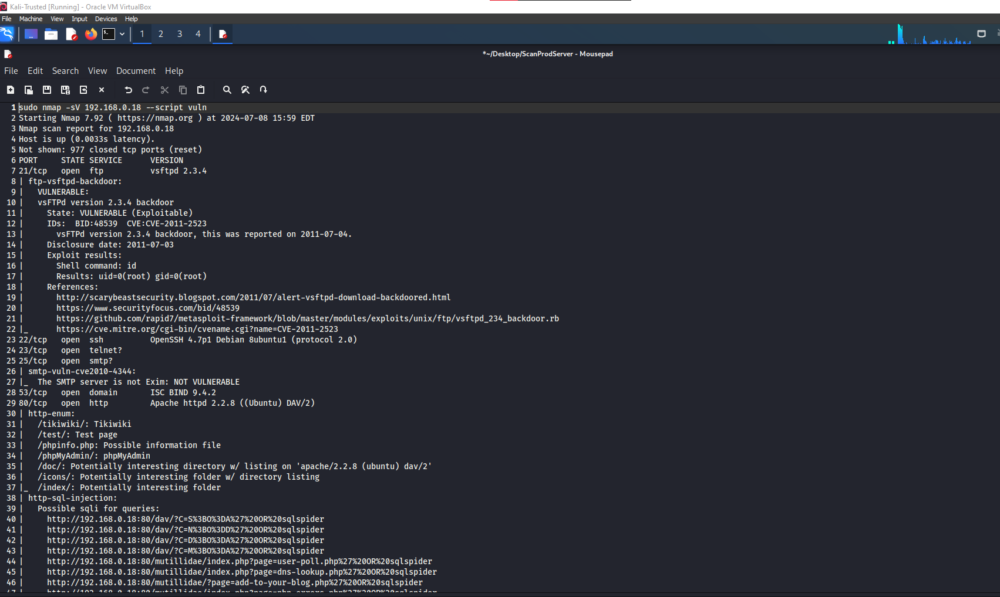 Kali-Trusted [Running] - Oracle VM VirtualBox
File Machine View Input Devices Help
1 2 3 4
*~/Desktop/ScanProdServer - Mousepad
File Edit Search View Document Help
1 sudo nmap -sV 192.168.0.18 --script vuln
2 Starting Nmap 7.92 ( https://nmap.org ) at 2024-07-08 15:59 EDT
3 Nmap scan report for 192.168.0.18
4 Host is up (0.0033s latency).
5 Not shown: 977 closed tcp ports (reset)
6 PORT     STATE SERVICE      VERSION
7 21/tcp   open  ftp          vsftpd 2.3.4
8 | ftp-vsftpd-backdoor:
9 |   VULNERABLE:
10 |   vsFTPd version 2.3.4 backdoor
11 |     State: VULNERABLE (Exploitable)
12 |     IDs:  BID:48539  CVE:CVE-2011-2523
13 |       vsFTPd version 2.3.4 backdoor, this was reported on 2011-07-04.
14 |     Disclosure date: 2011-07-03
15 |     Exploit results:
16 |       Shell command: id
17 |       Results: uid=0(root) gid=0(root)
18 |     References:
19 |       http://scarybeastsecurity.blogspot.com/2011/07/alert-vsftpd-download-backdoored.html
20 |       https://www.securityfocus.com/bid/48539
21 |       https://github.com/rapid7/metasploit-framework/blob/master/modules/exploits/unix/ftp/vsftpd_234_backdoor.rb
22 |_      https://cve.mitre.org/cgi-bin/cvename.cgi?name=CVE-2011-2523
23 22/tcp   open  ssh          OpenSSH 4.7p1 Debian 8ubuntu1 (protocol 2.0)
24 23/tcp   open  telnet?
25 25/tcp   open  smtp?
26 | smtp-vuln-cve2010-4344:
27 |_  The SMTP server is not Exim: NOT VULNERABLE
28 53/tcp   open  domain       ISC BIND 9.4.2
29 80/tcp   open  http         Apache httpd 2.2.8 ((Ubuntu) DAV/2)
30 | http-enum:
31 |   /tikiwiki/: Tikiwiki
32 |   /test/: Test page
33 |   /phpinfo.php: Possible information file
34 |   /phpMyAdmin/: phpMyAdmin
35 |   /doc/: Potentially interesting directory w/ listing on 'apache/2.2.8 (ubuntu) dav/2'
36 |   /icons/: Potentially interesting folder w/ directory listing
37 |_  /index/: Potentially interesting folder
38 | http-sql-injection:
39 |   Possible sqli for queries:
40 |     http://192.168.0.18:80/dav/?C=S%3BO%3DA%27%20OR%20sqlspider
41 |     http://192.168.0.18:80/dav/?C=N%3BO%3DD%27%20OR%20sqlspider
42 |     http://192.168.0.18:80/dav/?C=D%3BO%3DA%27%20OR%20sqlspider
43 |     http://192.168.0.18:80/dav/?C=M%3BO%3DA%27%20OR%20sqlspider
44 |     http://192.168.0.18:80/mutillidae/index.php?page=user-poll.php%27%20OR%20sqlspider
45 |     http://192.168.0.18:80/mutillidae/index.php?page=dns-lookup.php%27%20OR%20sqlspider
46 |     http://192.168.0.18:80/mutillidae/?page=add-to-your-blog.php%27%20OR%20sqlspider
47 |     http://192.168.0.18:80/mutillidae/index.php?page=php-errors.php%27%20OR%20sqlspider